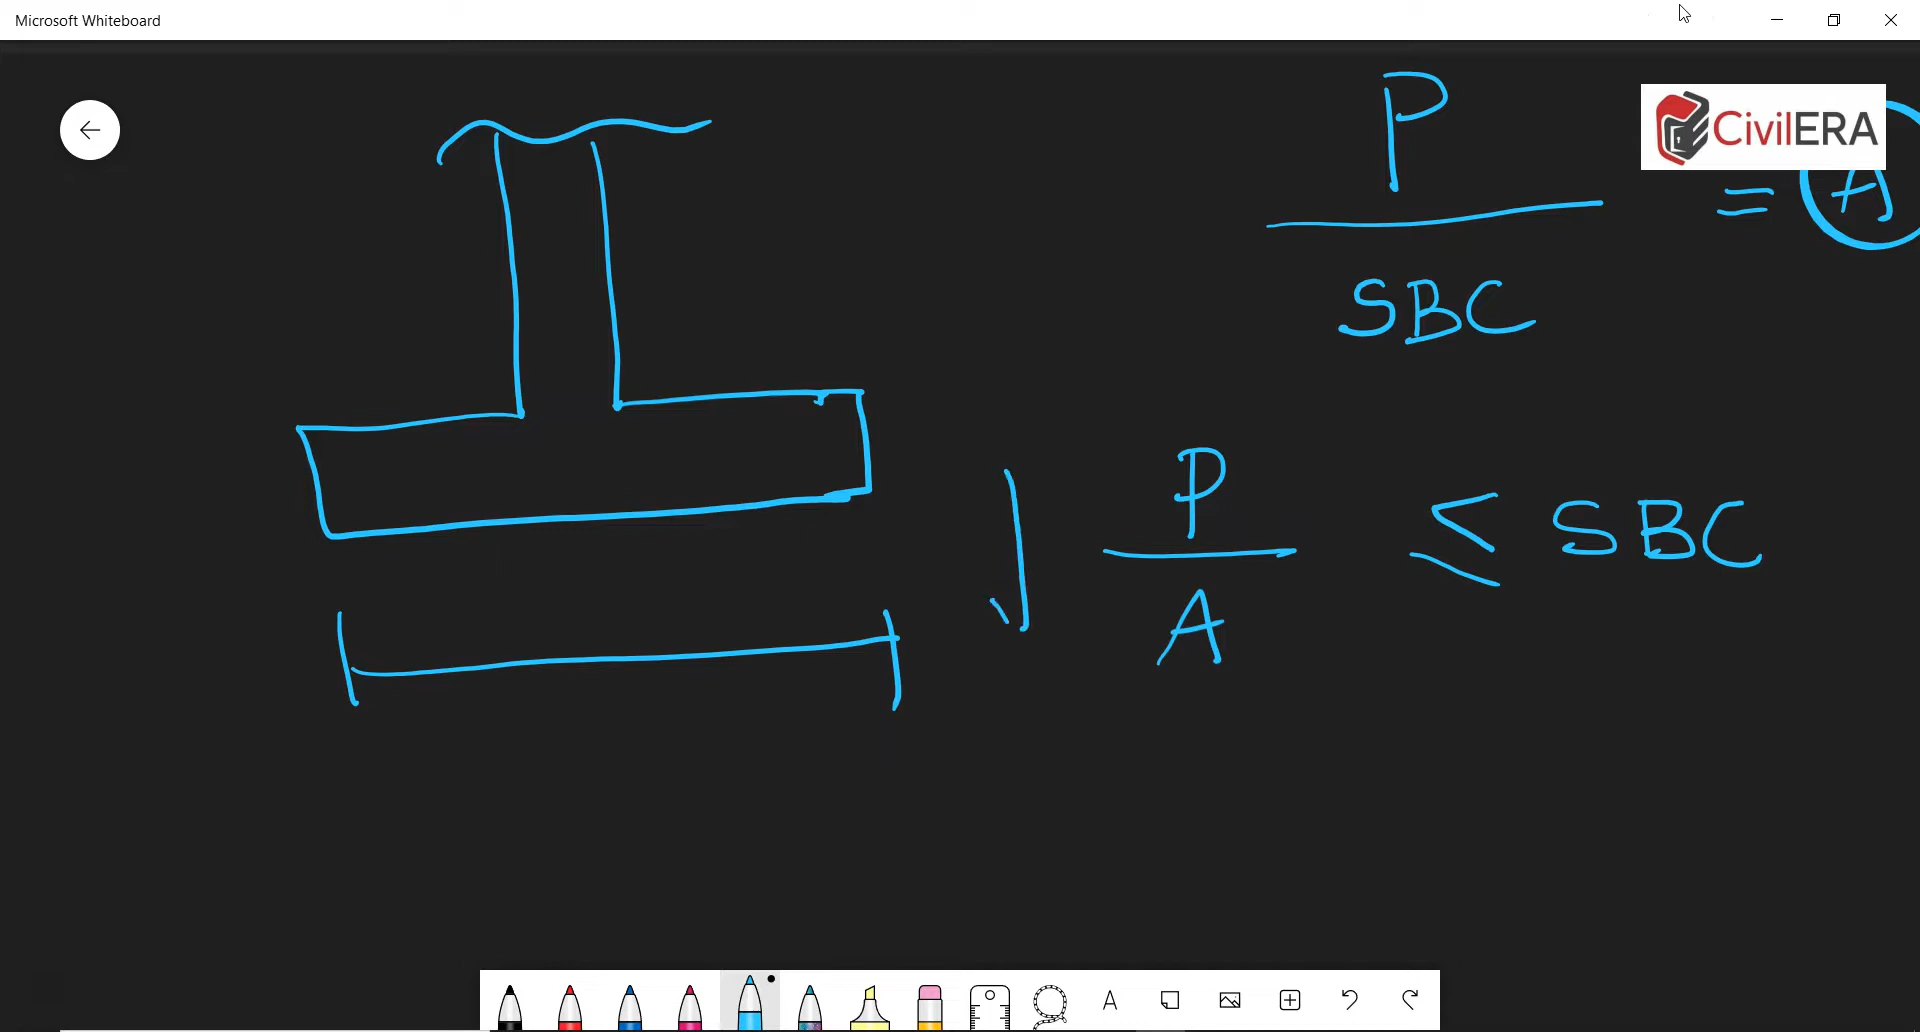 Microsoft Whiteboard
P
CivilERA
= A
SBC
P
≤ SBC
A
A